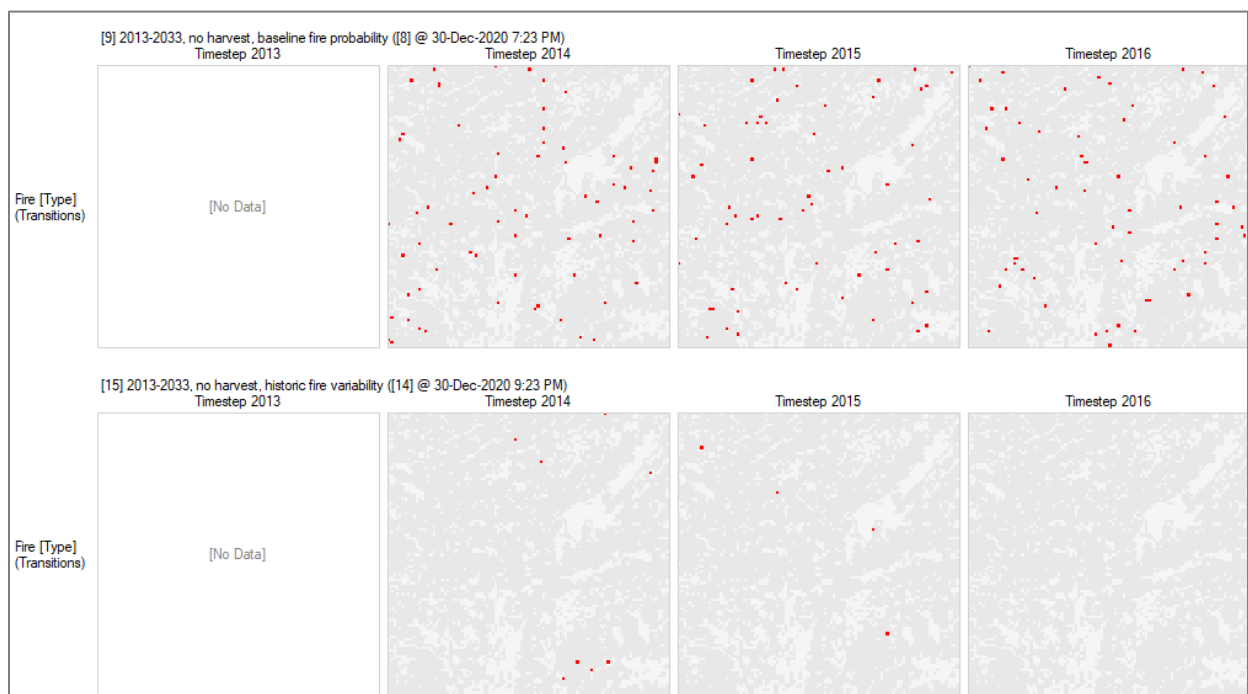 [9] 2013-2033, no harvest, baseline fire probability ([8] @ 30-Dec-2020 7:23 PM)
Timestep 2013 Timestep 2014 Timestep 2015 Timestep 2016
Fire [Type]
(Transitions)
[No Data]
[15] 2013-2033, no harvest, historic fire variability ([14] @ 30-Dec-2020 9:23 PM)
Timestep 2013 Timestep 2014 Timestep 2015 Timestep 2016
Fire [Type]
(Transitions)
[No Data]